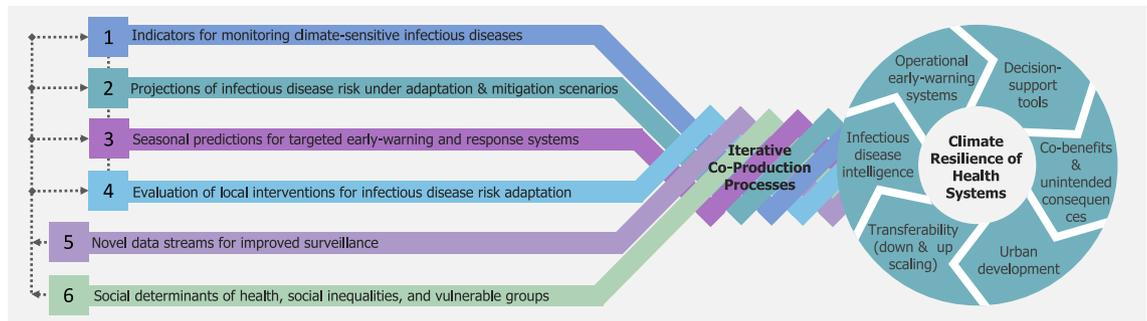 1
Indicators for monitoring climate-sensitive infectious diseases
2
Projections of infectious disease risk under adaptation & mitigation scenarios
3
Seasonal predictions for targeted early-warning and response systems
4
Evaluation of local interventions for infectious disease risk adaptation
5
Novel data streams for improved surveillance
6
Social determinants of health, social inequalities, and vulnerable groups
Iterative
Co-Production
Processes
Operational
early-warning
systems
Decision-
support
tools
Co-benefits
&
unintended
consequen
ces
Urban
development
Transferability
(down & up
scaling)
Infectious
disease
intelligence
Climate
Resilience of
Health
Systems